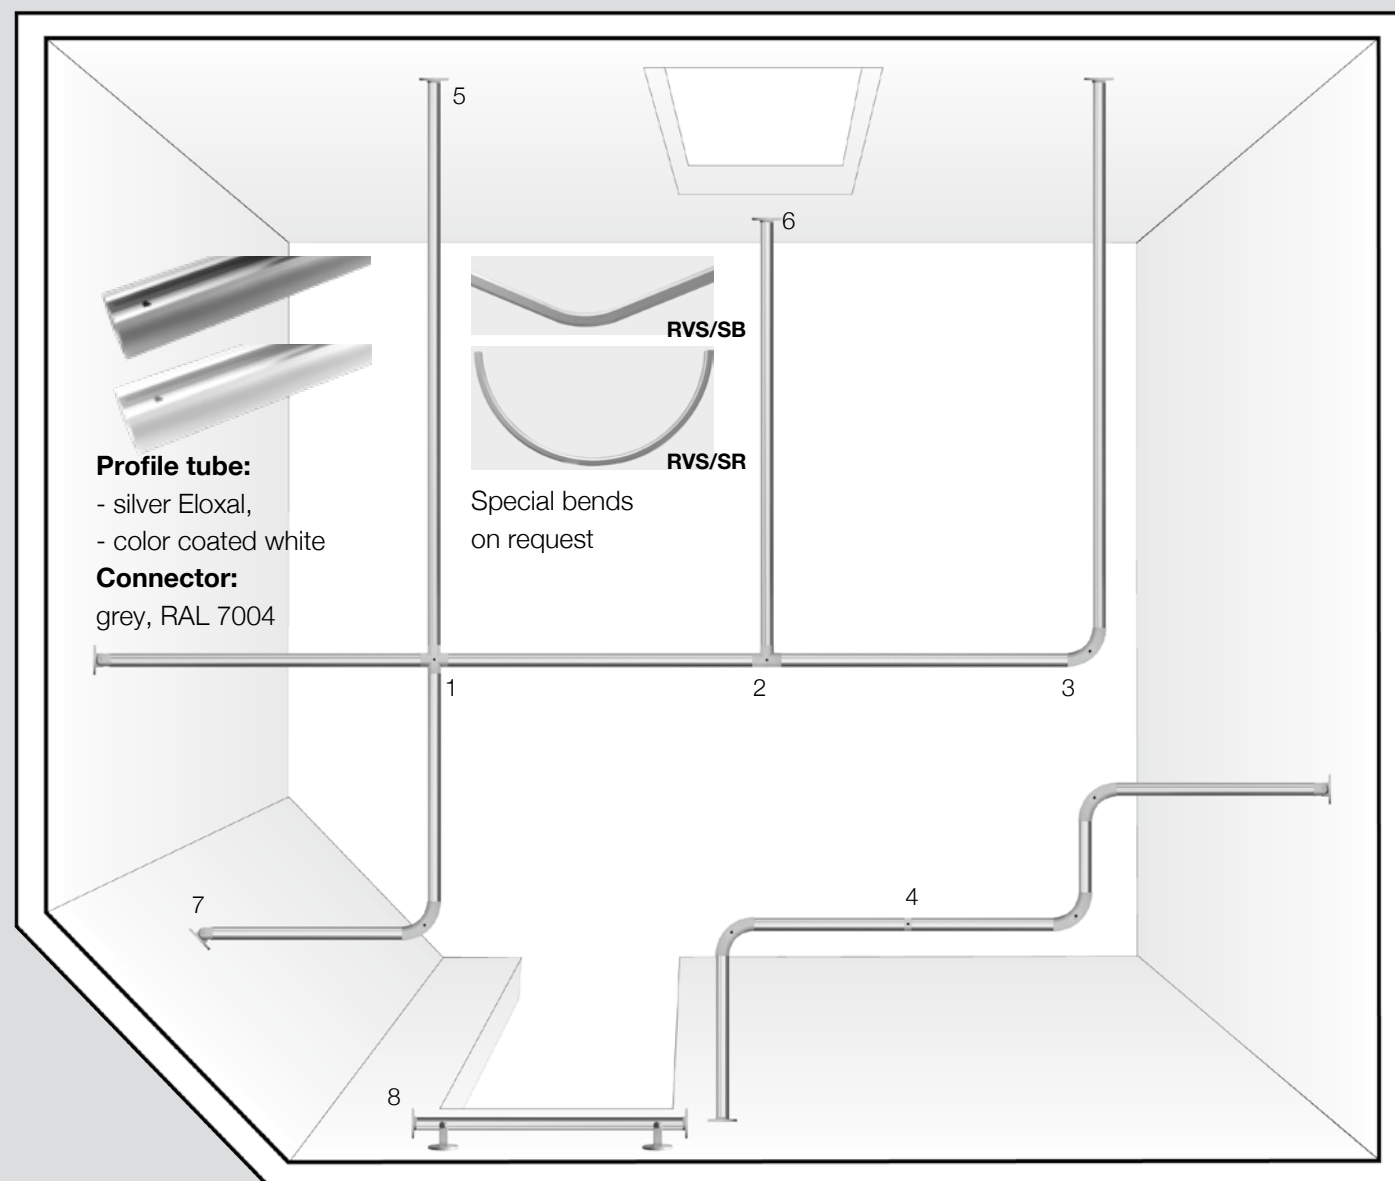 5
6
RVS/SB
RVS/SR
Profile tube:
- silver Eloxal,
- color coated white
Connector:
grey, RAL 7004
Special bends
on request
1
2
3
4
7
8